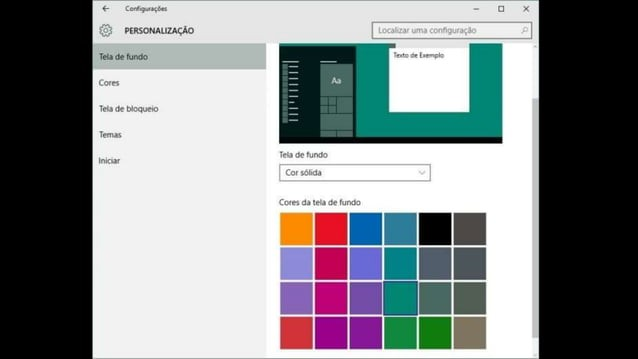 Configurações
PERSONALIZAÇÃO
Localizar uma configuração
Tela de fundo
Cores
Tela de bloqueio
Temas
Iniciar
Texto de Exemplo
Aa
Tela de fundo
Cor sólida
Cores da tela de fundo